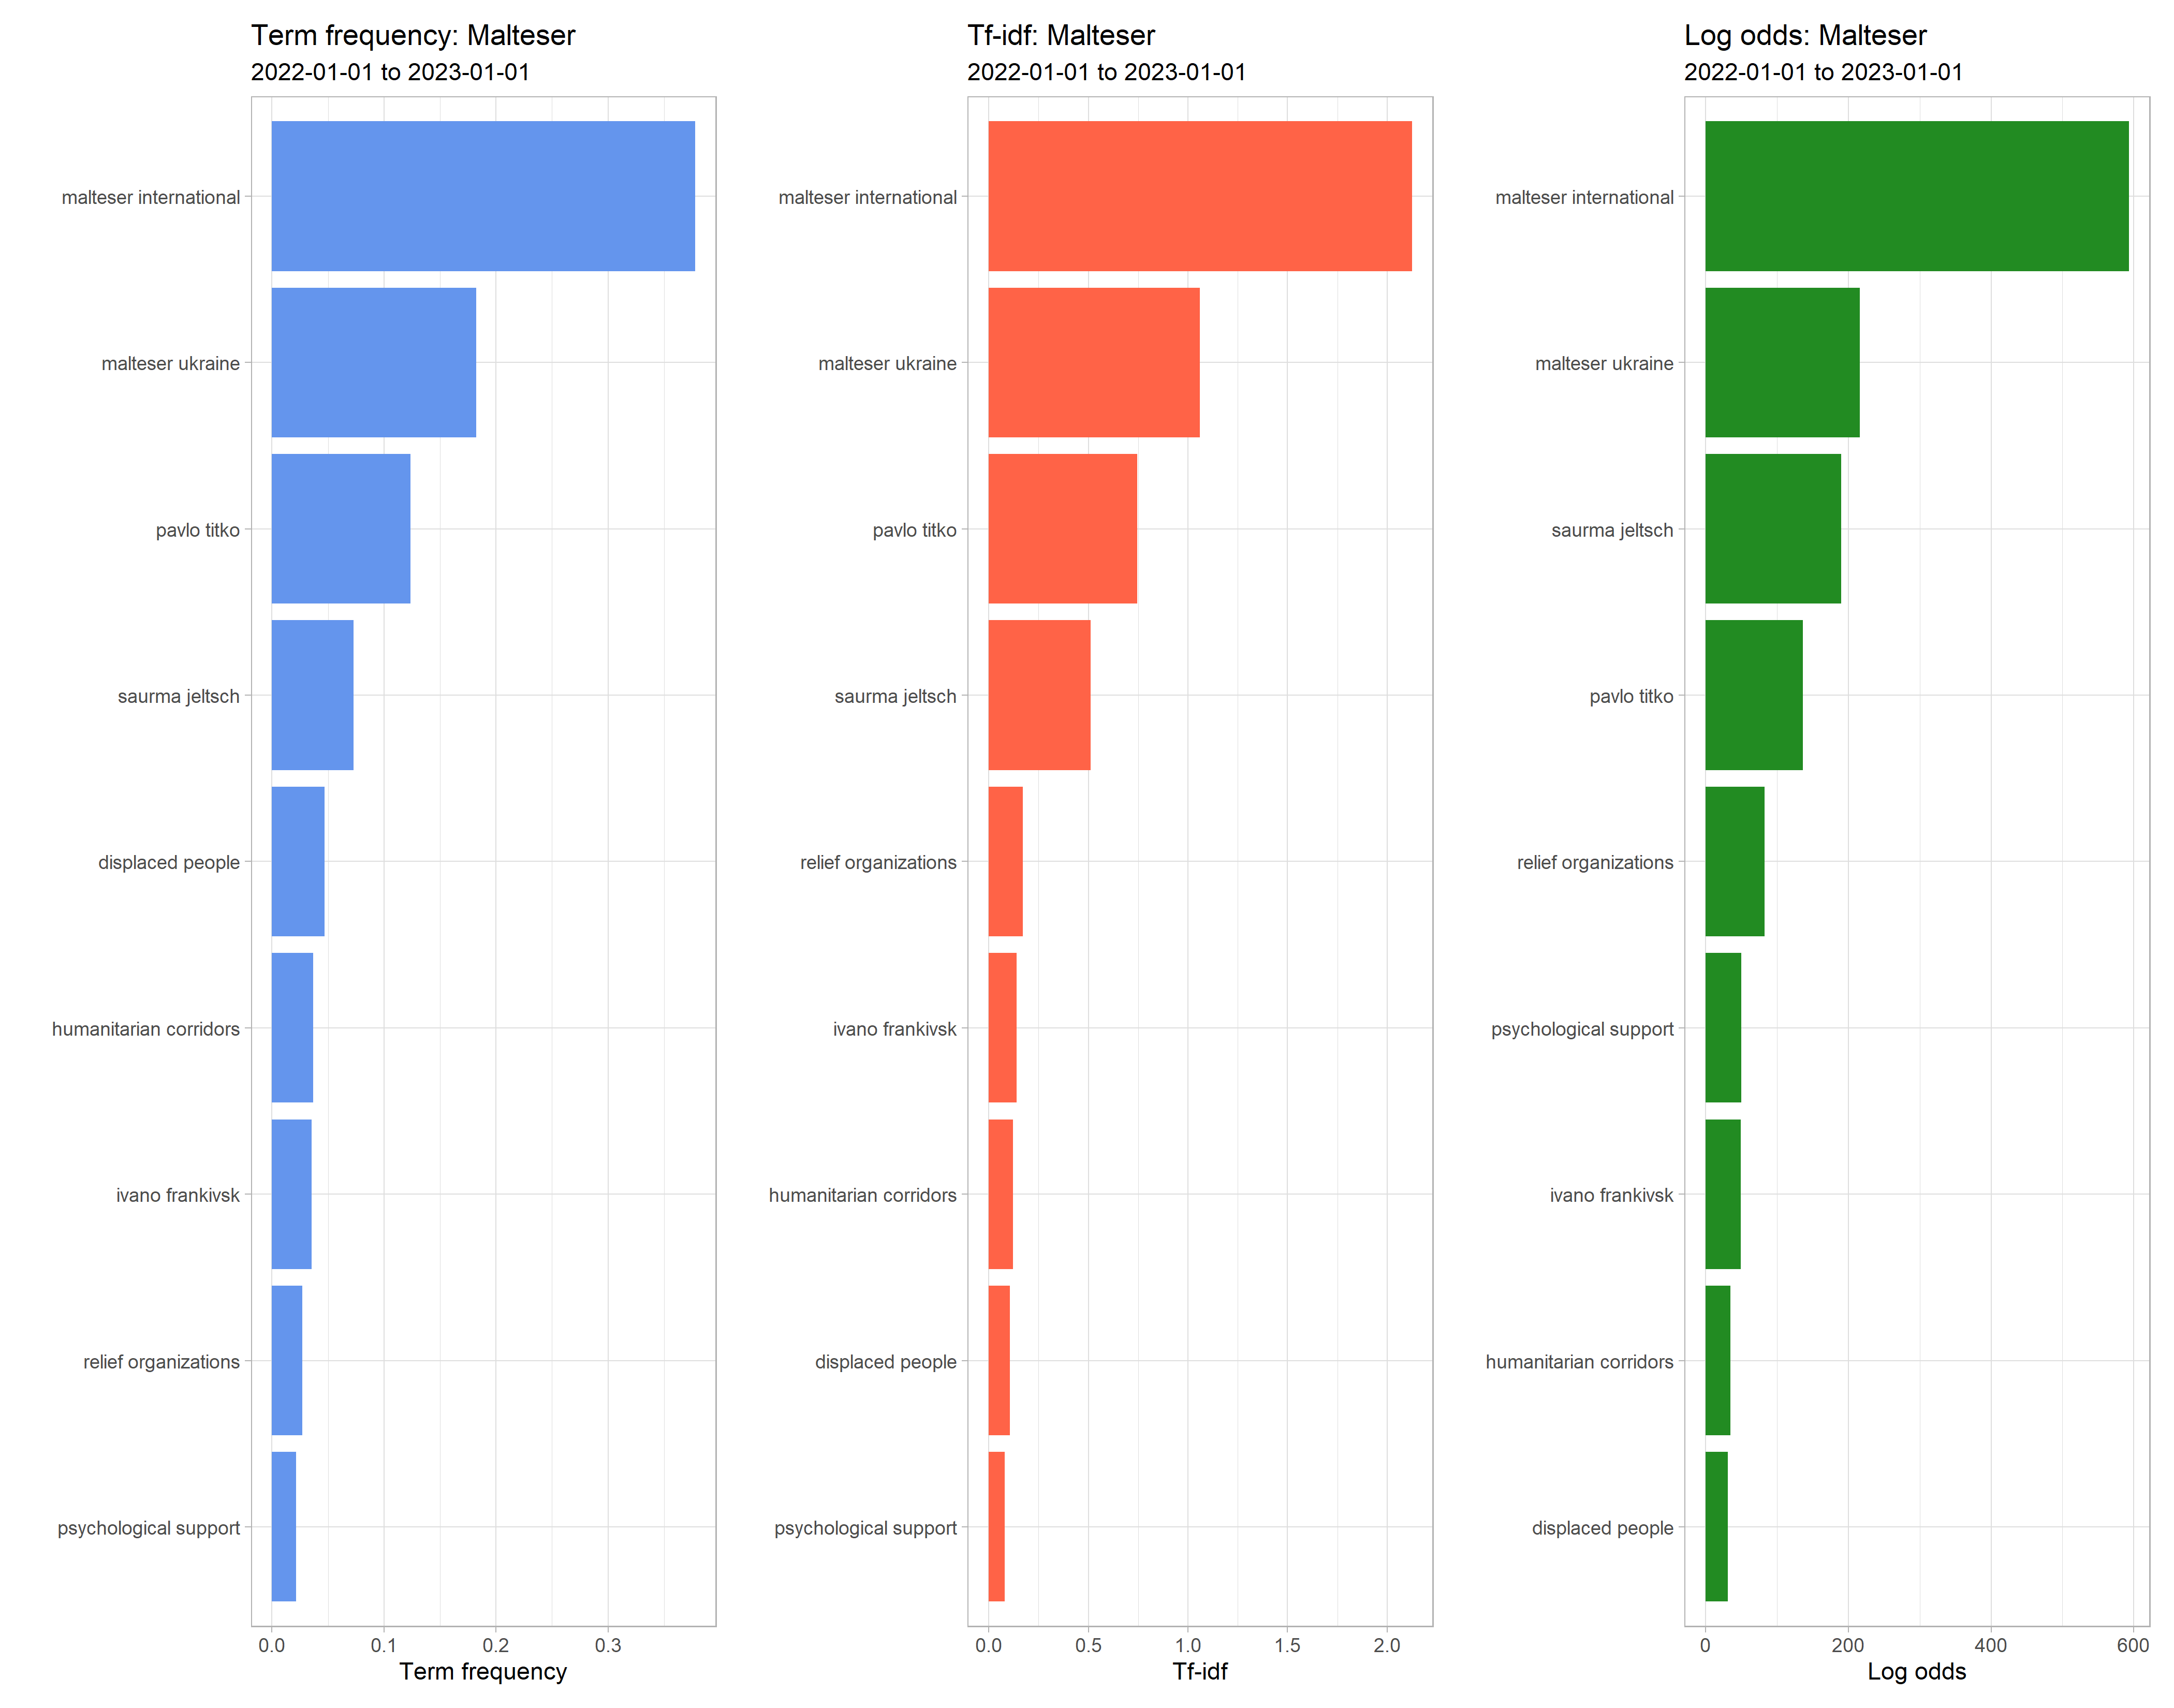 Term frequency: Malteser
2022-01-01 to 2023-01-01
malteser international
malteser ukraine
pavlo titko
saurma jeltsch
displaced people
humanitarian corridors
ivano frankivsk
relief organizations
psychological support
0.0 0.1 0.2 0.3
Term frequency
Tf-idf: Malteser
2022-01-01 to 2023-01-01
malteser international
malteser ukraine
pavlo titko
saurma jeltsch
relief organizations
ivano frankivsk
humanitarian corridors
displaced people
psychological support
0.0 0.5 1.0 1.5 2.0
Tf-idf
Log odds: Malteser
2022-01-01 to 2023-01-01
malteser international
malteser ukraine
saurma jeltsch
pavlo titko
relief organizations
psychological support
ivano frankivsk
humanitarian corridors
displaced people
0 200 400 600
Log odds